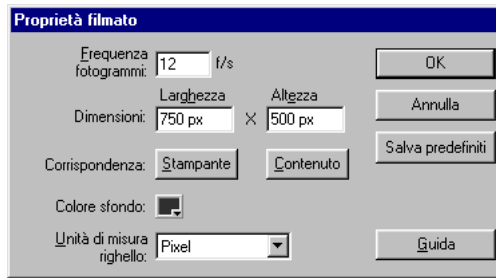 Proprietà filmato
Frequenza
fotogrammi: 12 f/s
OK
Larghezza Altezza
Dimensioni: 750 px X 500 px
Annulla
Salva predefiniti
Corrispondenza: Stampante Contenuto
Colore sfondo:
Unità di misura
righello: Pixel
Guida